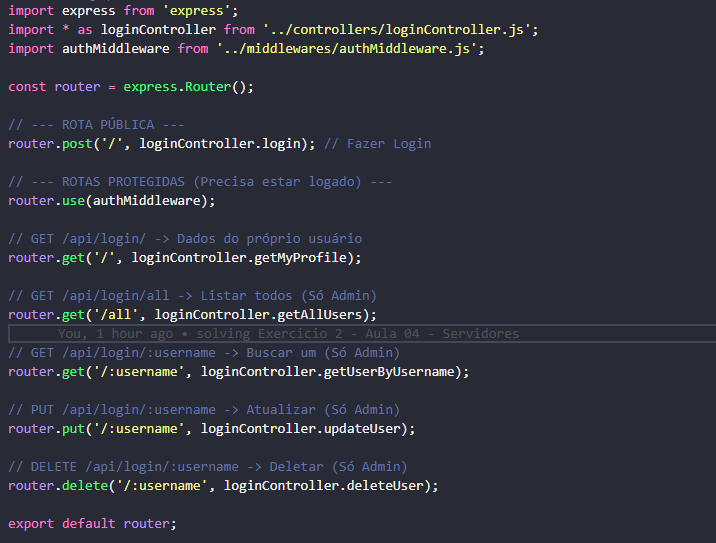 import express from 'express';
import * as loginController from '../controllers/loginController.js';
import authMiddleware from '../middlewares/authMiddleware.js';
const router = express.Router();
// --- ROTA PÚBLICA ---
router.post('/', loginController.login); // Fazer Login
// --- ROTAS PROTEGIDAS (Precisa estar logado) ---
router.use(authMiddleware);
// GET /api/login/ -> Dados do próprio usuário
router.get('/', loginController.getMyProfile);
// GET /api/login/all -> Listar todos (Só Admin)
router.get('/all', loginController.getAllUsers);
You, 1 hour ago • solving Exercicio 2 - Aula 04 - Servidores
// GET /api/login/:username -> Buscar um (Só Admin)
router.get('/:username', loginController.getUserByUsername);
// PUT /api/login/:username -> Atualizar (Só Admin)
router.put('/:username', loginController.updateUser);
// DELETE /api/login/:username -> Deletar (Só Admin)
router.delete('/:username', loginController.deleteUser);
export default router;